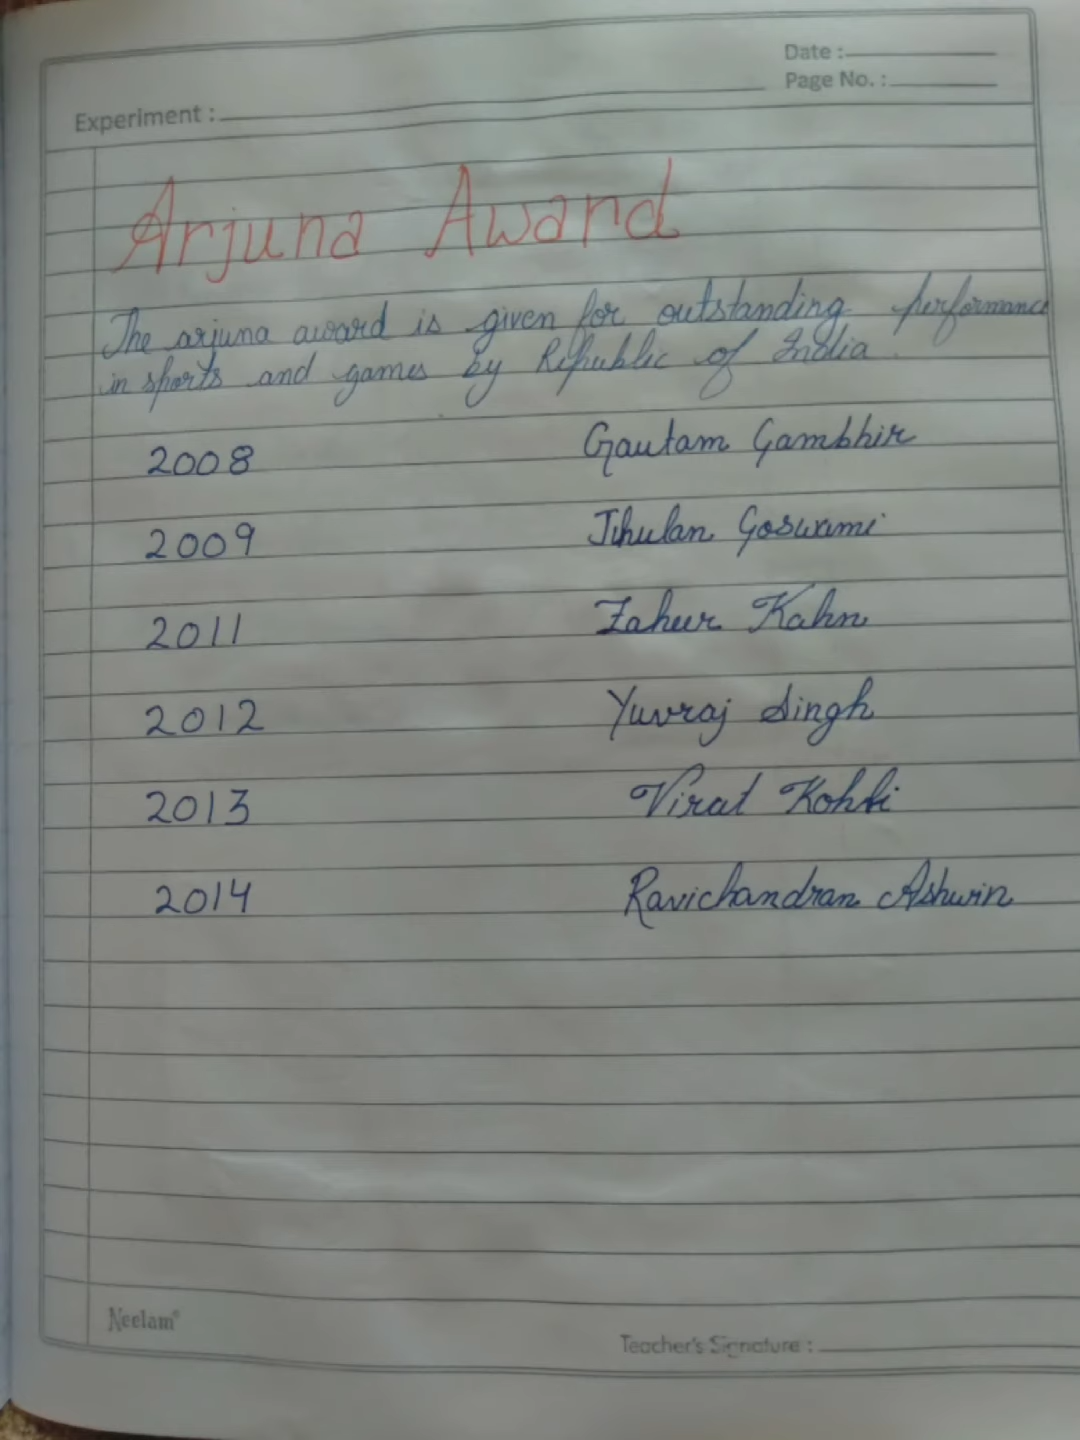 Date :
Page No. :
Experiment :
Arjuna Award
The arjuna award is given for outstanding performance
in sports and games by Republic of India.
2008 Gautam Gambhir
2009 Jhulan Goswami
2011 Zaheer Kahn
2012 Yuvraj Singh
2013 Virat Kohli
2014 Ravichandran Ashwin
Neelam®
Teacher's Signature :